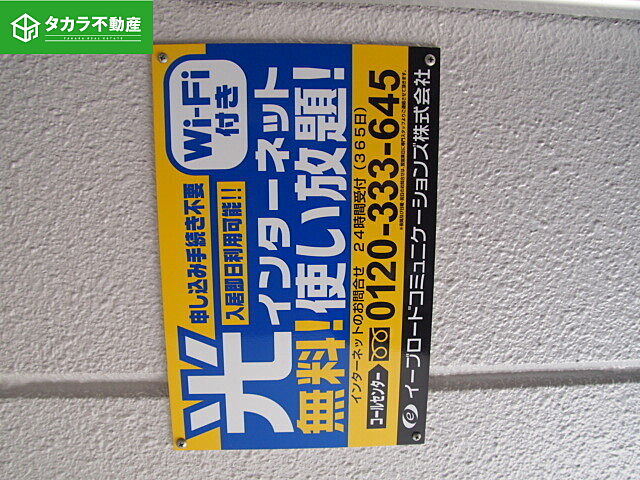 タカラ不動産
TAKARA REAL ESTATE
申し込み手続き不要
入居即日利用可能!!
Wi-Fi
付き
光インターネット
無料!使い放題!
インターネットのお問合せ 24時間受付(365日)
コールセンター 0120-333-645
e イーブロードコミュニケーションズ株式会社